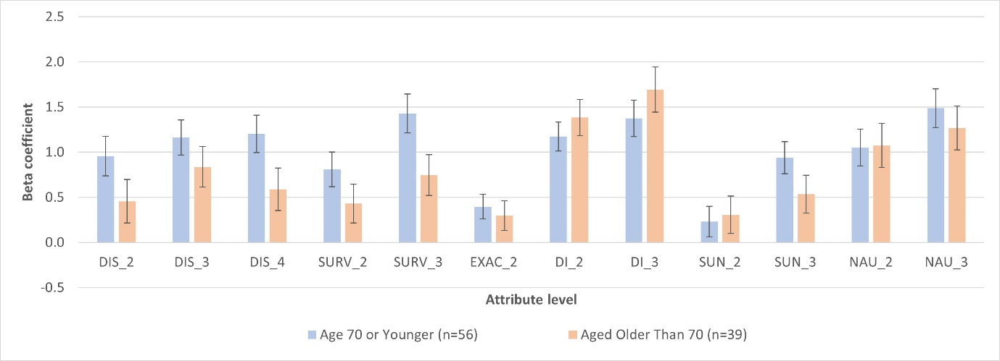 2.5
2.0
1.5
1.0
0.5
0.0
-0.5
Beta coefficient
DIS_2 DIS_3 DIS_4 SURV_2 SURV_3 EXAC_2 DI_2 DI_3 SUN_2 SUN_3 NAU_2 NAU_3
Attribute level
Age 70 or Younger (n=56) Aged Older Than 70 (n=39)